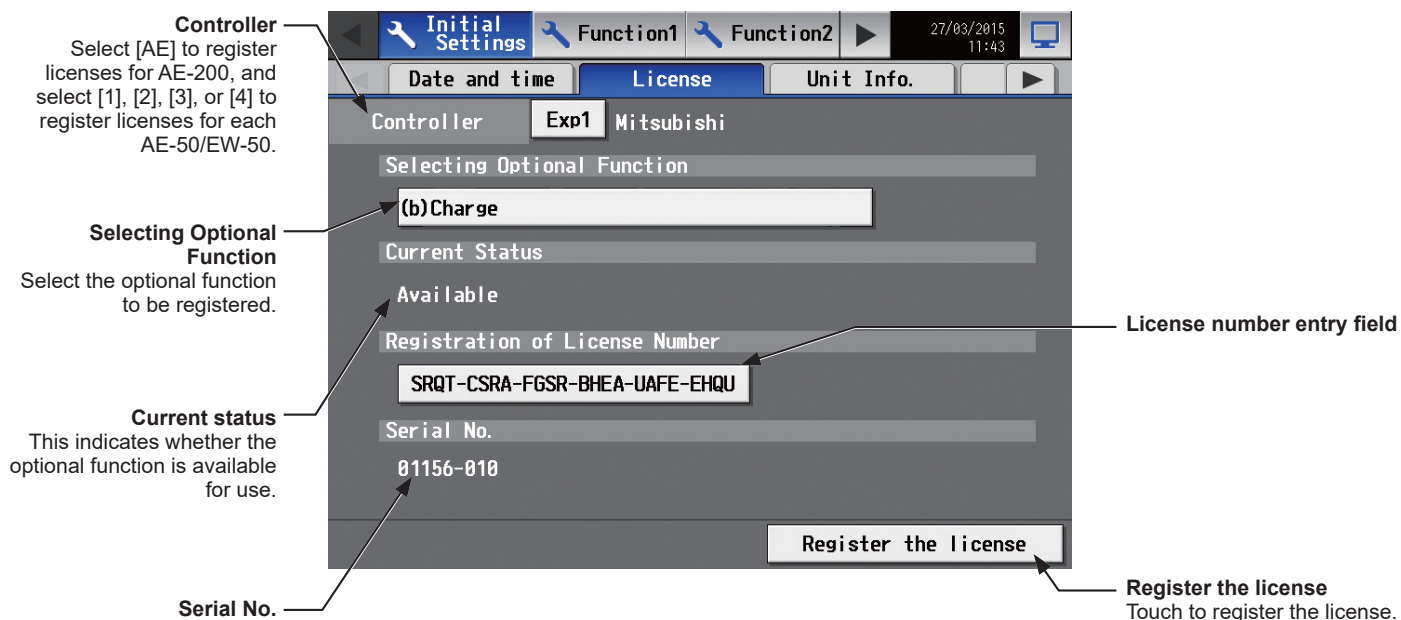 Controller
Select [AE] to register
licenses for AE-200, and
select [1], [2], [3], or [4] to
register licenses for each
AE-50/EW-50.
Selecting Optional
Function
Select the optional function
to be registered.
Current status
This indicates whether the
optional function is available
for use.
Serial No.
Initial
Settings
Function1
Function2
27/03/2015
11:43
Date and time
License
Unit Info.
Controller
Exp1
Mitsubishi
Selecting Optional Function
(b)Charge
Current Status
Available
Registration of License Number
SRQT-CSRA-FGSR-BHEA-UAFE-EHQU
Serial No.
01156-010
Register the license
License number entry field
Register the license
Touch to register the license.